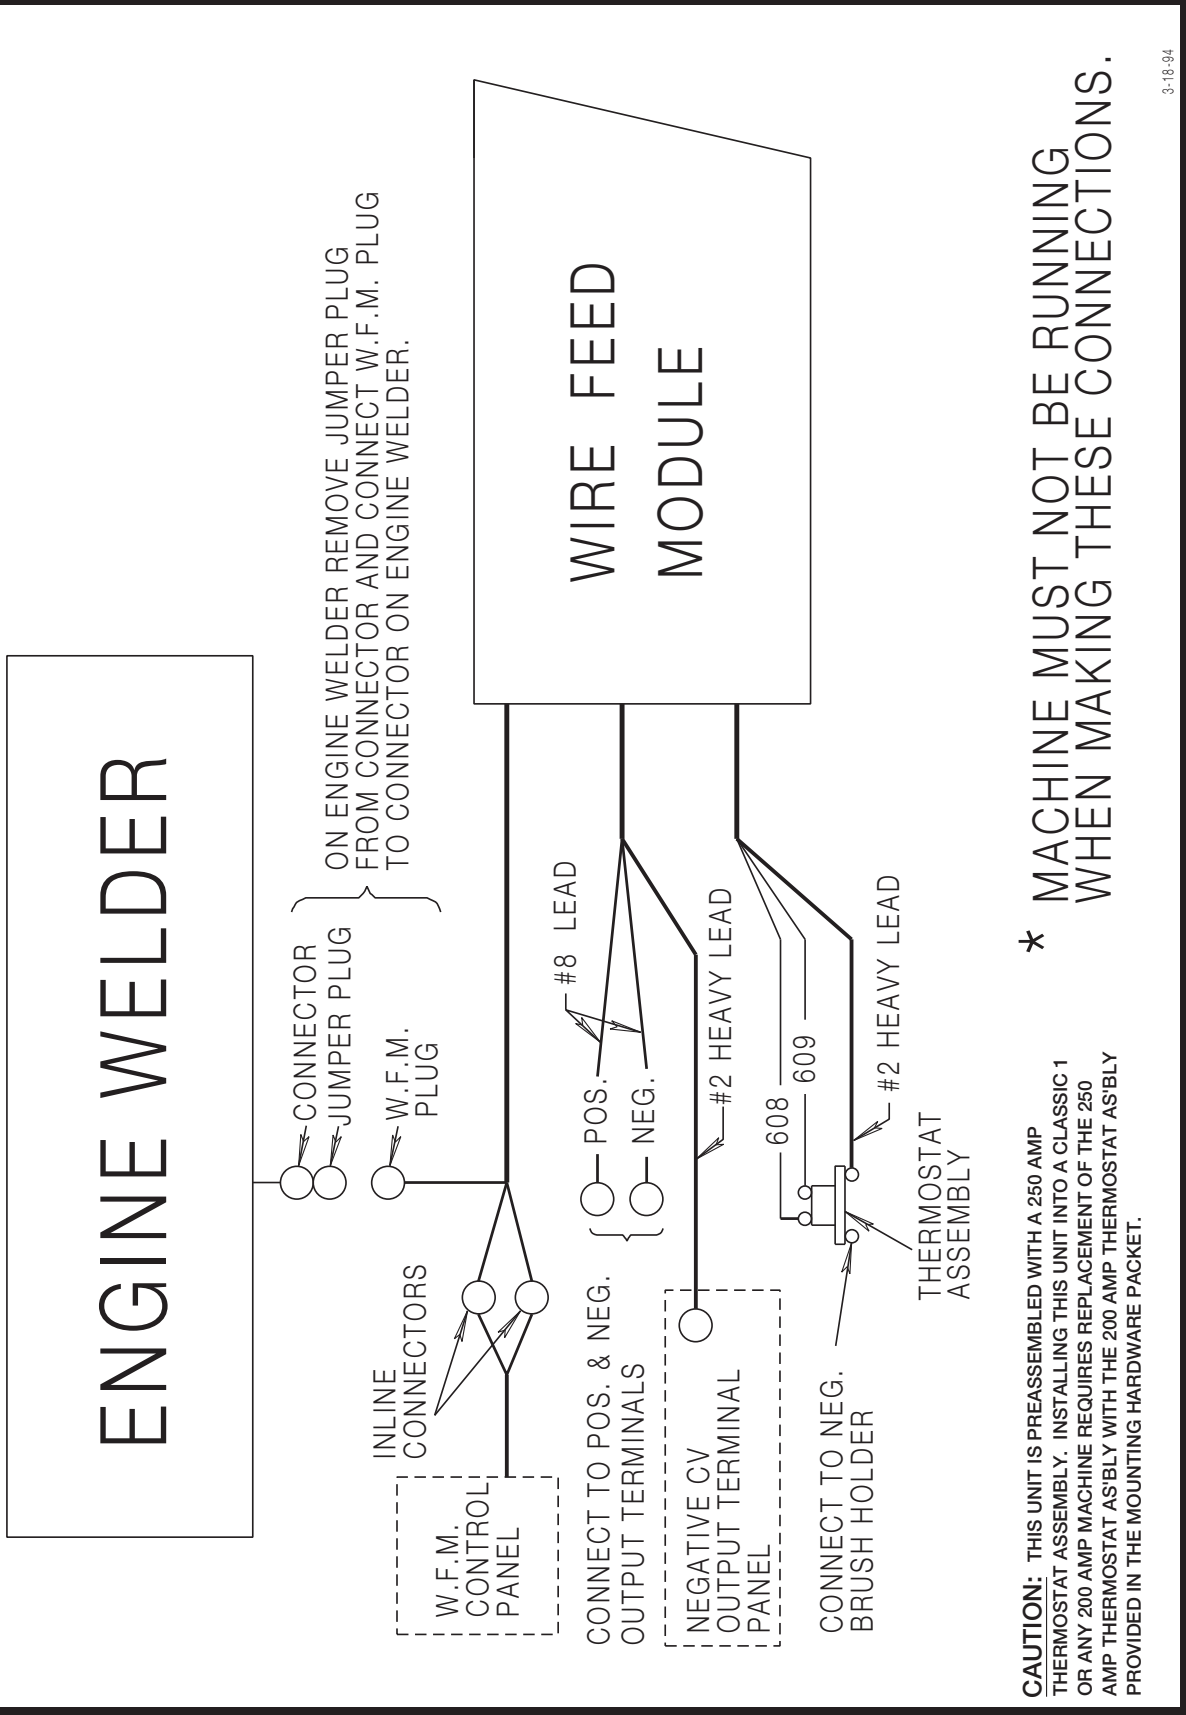 ENGINE WELDER
CONNECTOR
JUMPER PLUG
W.F.M.
PLUG
ON ENGINE WELDER REMOVE JUMPER PLUG
FROM CONNECTOR AND CONNECT W.F.M. PLUG
TO CONNECTOR ON ENGINE WELDER.
INLINE
CONNECTORS
W.F.M.
CONTROL
PANEL
WIRE FEED
MODULE
#8 LEAD
POS.
NEG.
CONNECT TO POS. & NEG.
OUTPUT TERMINALS
#2 HEAVY LEAD
NEGATIVE CV
OUTPUT TERMINAL
PANEL
608
609
#2 HEAVY LEAD
CONNECT TO NEG.
BRUSH HOLDER
THERMOSTAT
ASSEMBLY
CAUTION: THIS UNIT IS PREASSEMBLED WITH A 250 AMP
THERMOSTAT ASSEMBLY. INSTALLING THIS UNIT INTO A CLASSIC 1
OR ANY 200 AMP MACHINE REQUIRES REPLACEMENT OF THE 250
AMP THERMOSTAT AS'BLY WITH THE 200 AMP THERMOSTAT AS'BLY
PROVIDED IN THE MOUNTING HARDWARE PACKET.
* MACHINE MUST NOT BE RUNNING
WHEN MAKING THESE CONNECTIONS.
3-18-94